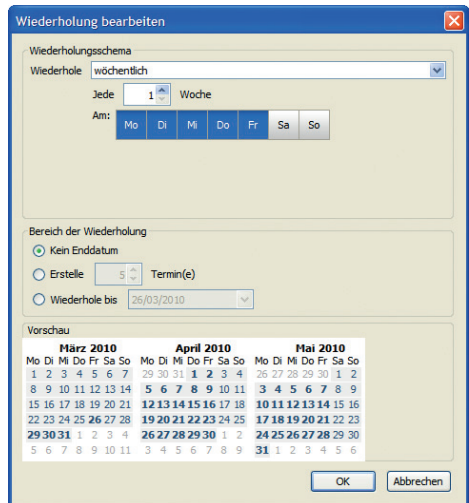 Wiederholung bearbeiten
Wiederholungsschema
Wiederhole wöchentlich
Jede 1 Woche
Am: Mo Di Mi Do Fr Sa So
Bereich der Wiederholung
Kein Enddatum
Erstelle 5 Termin(e)
Wiederhole bis 26/03/2010
Vorschau
März 2010 April 2010 Mai 2010
Mo Di Mi Do Fr Sa So Mo Di Mi Do Fr Sa So Mo Di Mi Do Fr Sa So
1 2 3 4 5 6 7 29 30 31 1 2 3 4 26 27 28 29 30 1 2
8 9 10 11 12 13 14 5 6 7 8 9 10 11 3 4 5 6 7 8 9
15 16 17 18 19 20 21 12 13 14 15 16 17 18 10 11 12 13 14 15 16
22 23 24 25 26 27 28 19 20 21 22 23 24 25 17 18 19 20 21 22 23
29 30 31 1 2 3 4 26 27 28 29 30 1 2 24 25 26 27 28 29 30
5 6 7 8 9 10 11 3 4 5 6 7 8 9 31 1 2 3 4 5 6
OK Abbrechen